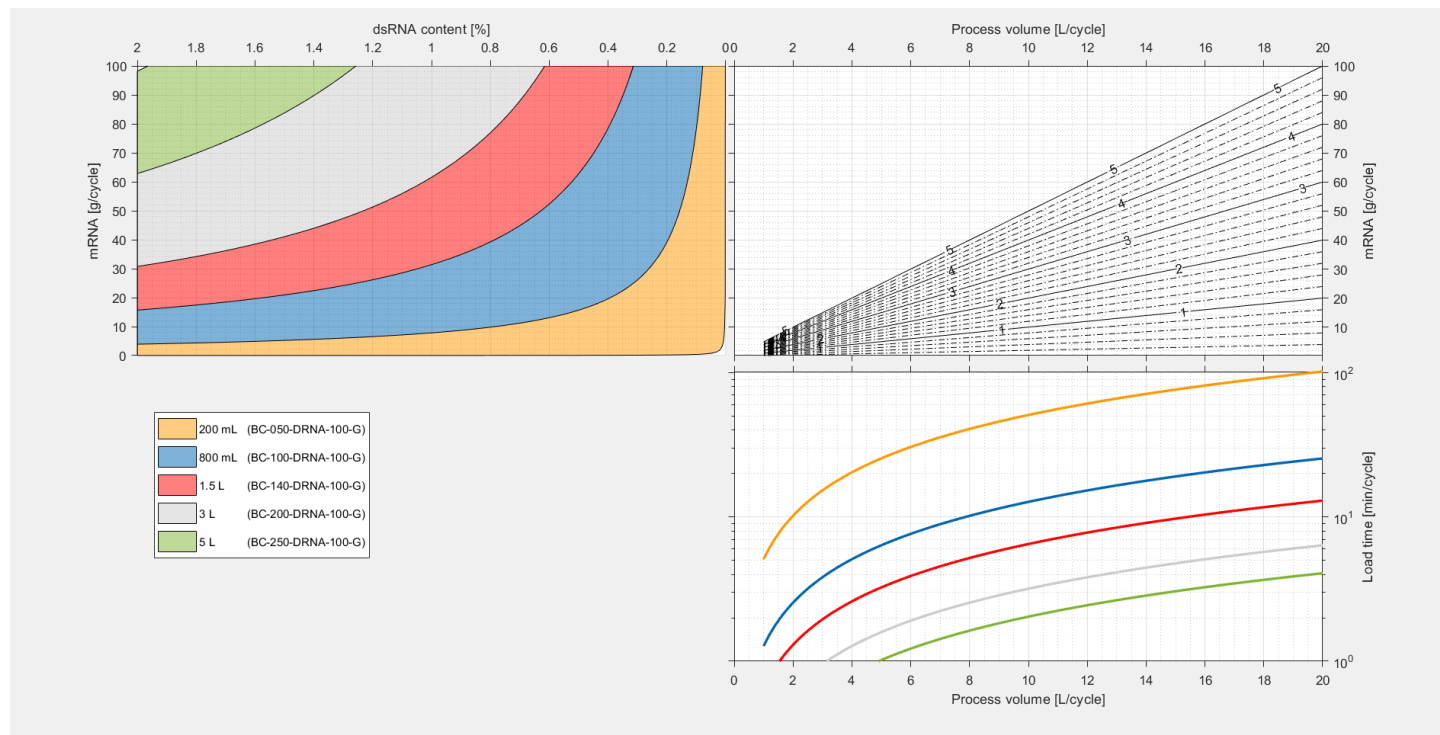 dsRNA content [%]
2 1.8 1.6 1.4 1.2 1 0.8 0.6 0.4 0.2 0
Process volume [L/cycle]
0 2 4 6 8 10 12 14 16 18 20
mRNA [g/cycle]
100
90
80
70
60
50
40
30
20
10
0
5 5 5 5
4 4 4
3 3 3
2 2 2 2
1 1
100
90
80
70
60
50
40
30
20
10
mRNA [g/cycle]
200 mL (BC-050-DRNA-100-G)
800 mL (BC-100-DRNA-100-G)
1.5 L (BC-140-DRNA-100-G)
3 L (BC-200-DRNA-100-G)
5 L (BC-250-DRNA-100-G)
10²
10¹
10⁰
Load time [min/cycle]
0 2 4 6 8 10 12 14 16 18 20
Process volume [L/cycle]